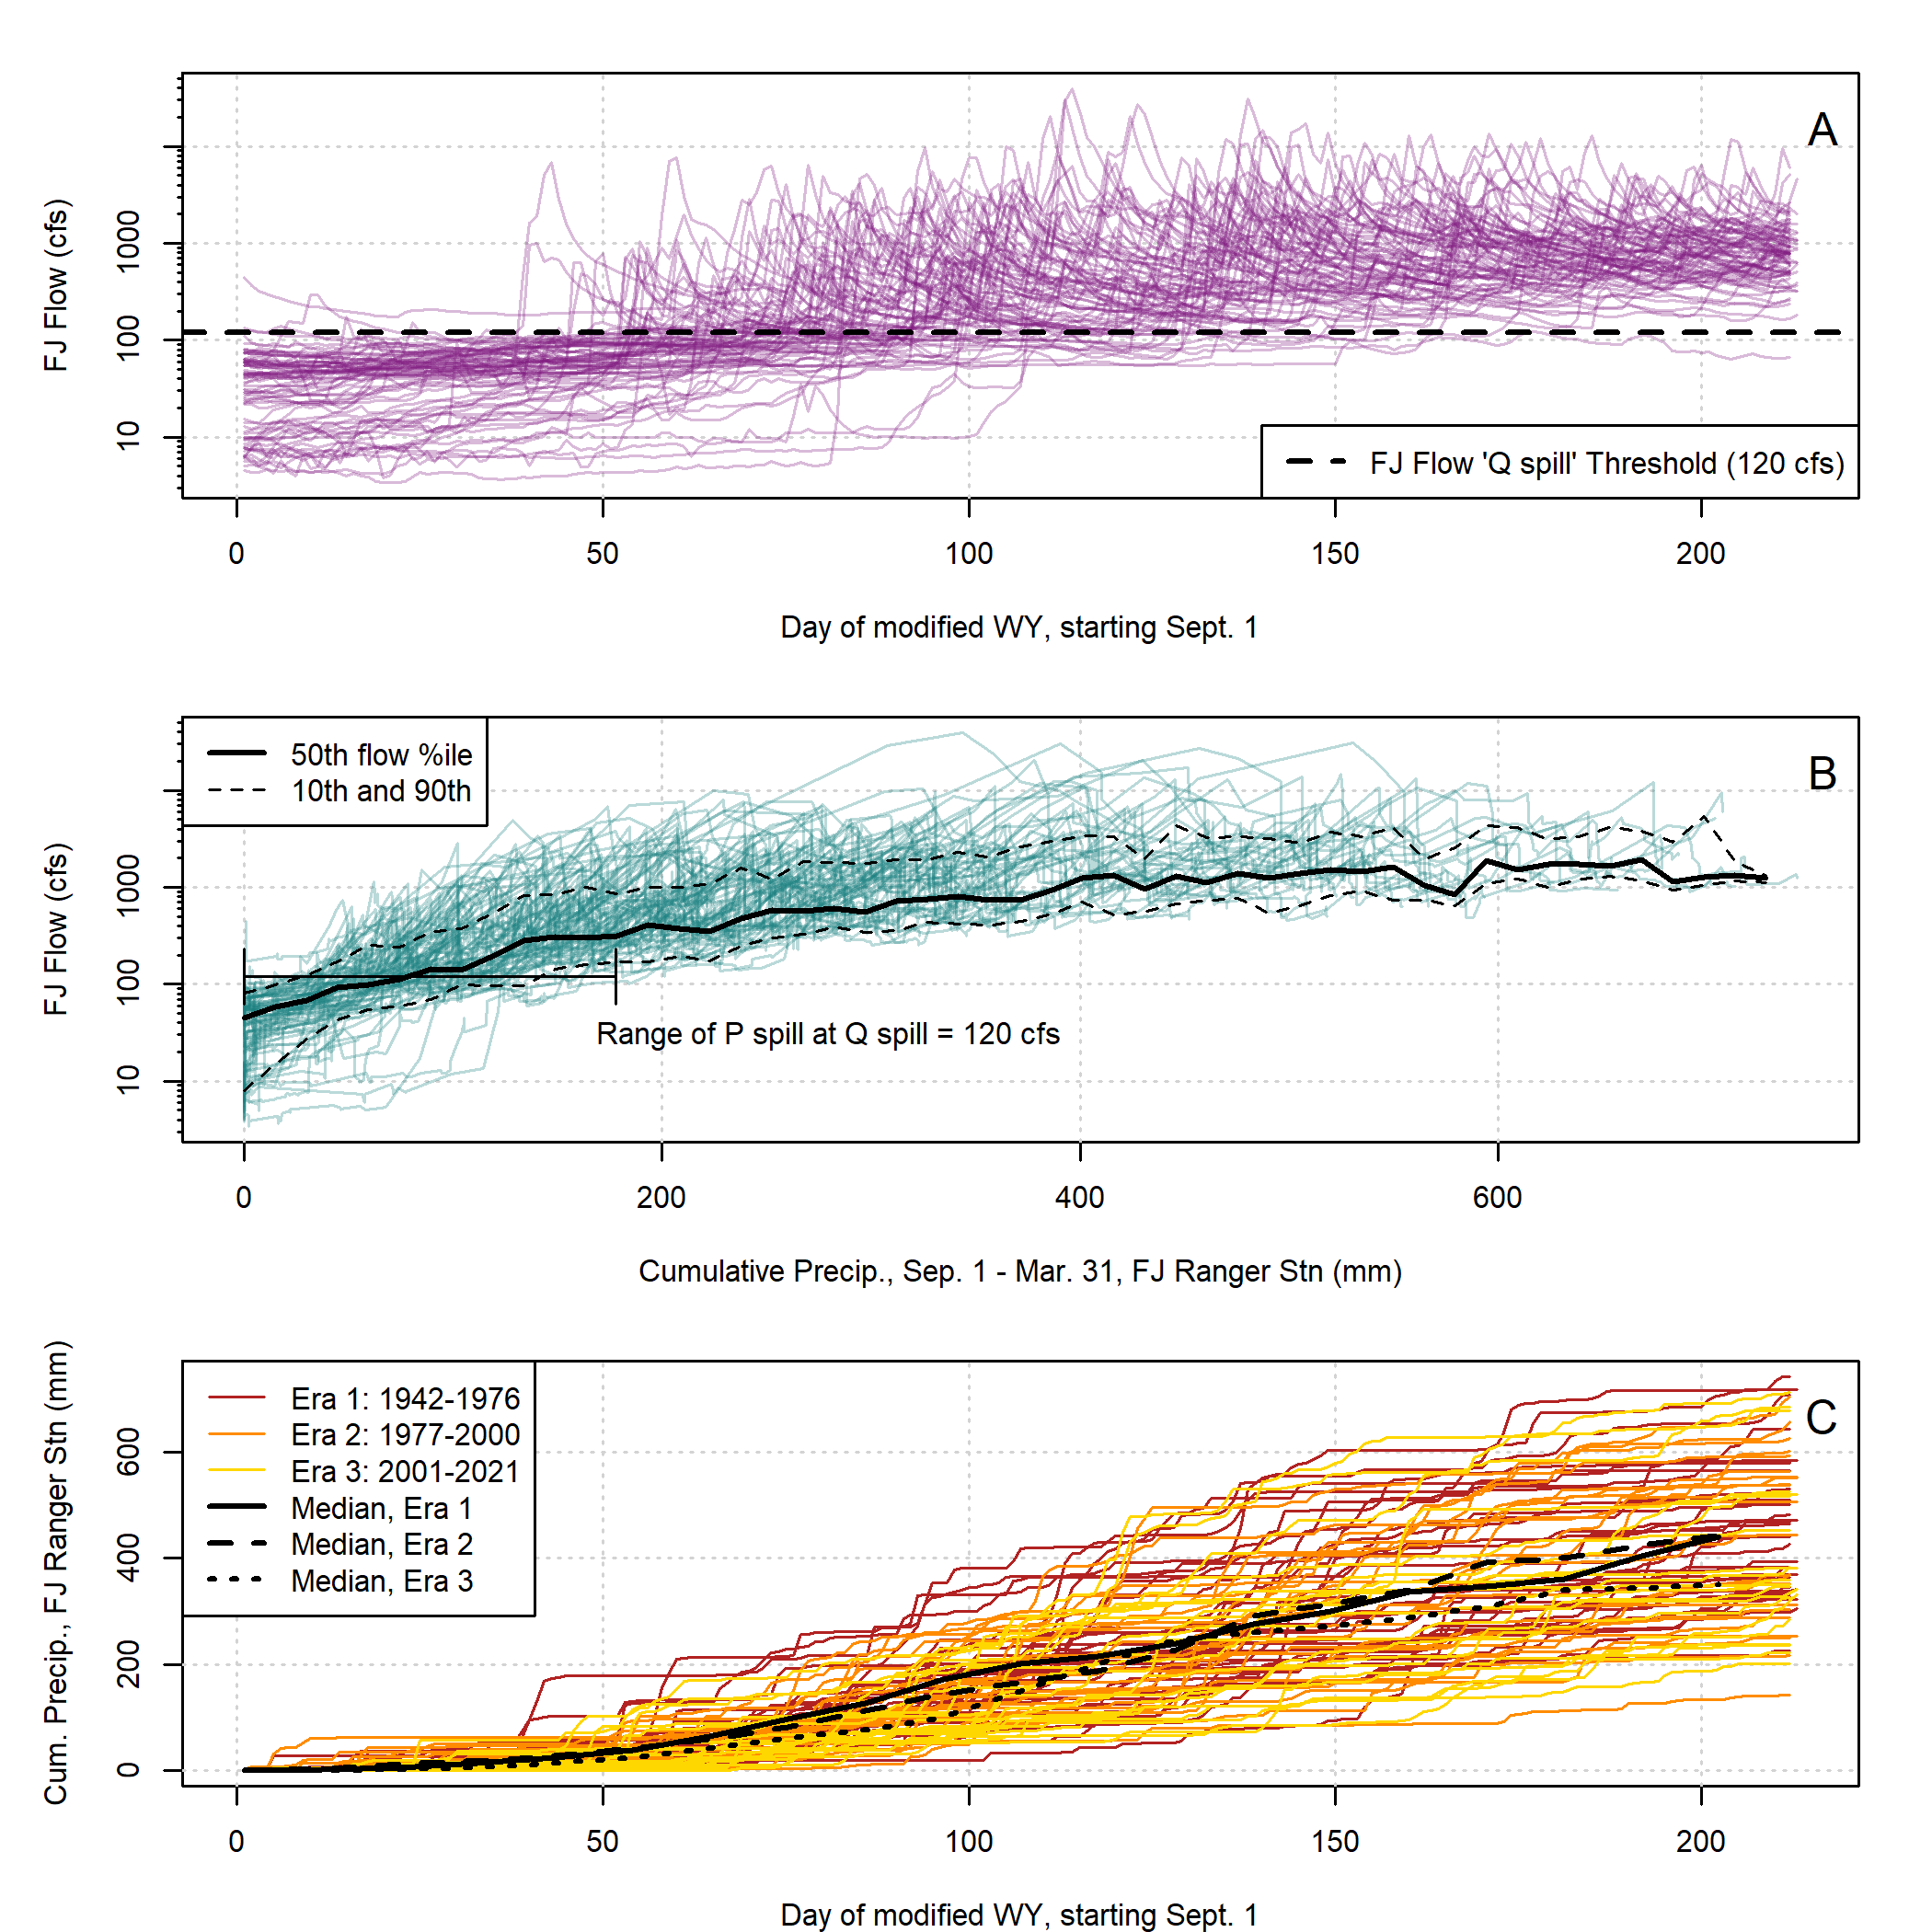 A
FJ Flow (cfs)
1000
100
10
FJ Flow 'Q spill' Threshold (120 cfs)
0 50 100 150 200
Day of modified WY, starting Sept. 1
50th flow %ile
10th and 90th
B
FJ Flow (cfs)
1000
100
10
Range of P spill at Q spill = 120 cfs
0 200 400 600
Cumulative Precip., Sep. 1 - Mar. 31, FJ Ranger Stn (mm)
Era 1: 1942-1976
Era 2: 1977-2000
Era 3: 2001-2021
Median, Era 1
Median, Era 2
Median, Era 3
C
Cum. Precip., FJ Ranger Stn (mm)
600
400
200
0
0 50 100 150 200
Day of modified WY, starting Sept. 1